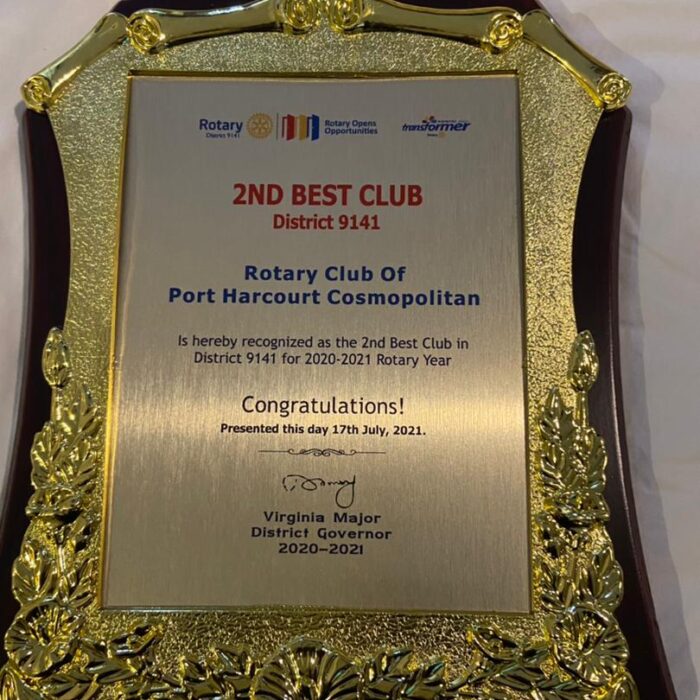 Rotary
District 9141
Rotary Opens
Opportunities
transformer
2ND BEST CLUB
District 9141
Rotary Club Of
Port Harcourt Cosmopolitan
Is hereby recognized as the 2nd Best Club in
District 9141 for 2020-2021 Rotary Year
Congratulations!
Presented this day 17th July, 2021.
Virginia Major
District Governor
2020-2021